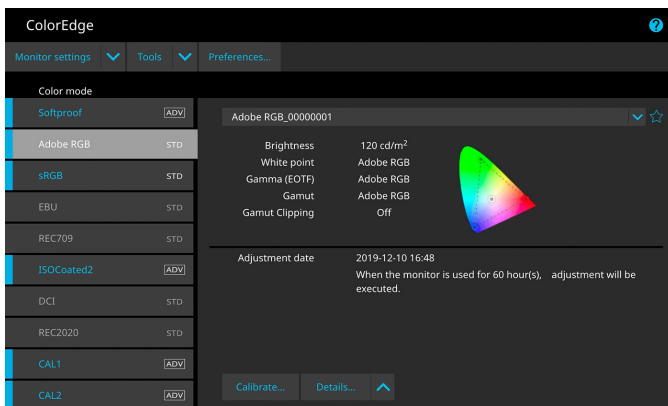 ColorEdge
?
Monitor settings Tools Preferences...
Color mode
Softproof ADV
Adobe RGB STD
sRGB STD
EBU STD
REC709 STD
ISOCoated2 ADV
DCI STD
REC2020 STD
CAL1 ADV
CAL2 ADV
Adobe RGB_00000001
Brightness 120 cd/m²
White point Adobe RGB
Gamma (EOTF) Adobe RGB
Gamut Adobe RGB
Gamut Clipping Off
Adjustment date 2019-12-10 16:48
When the monitor is used for 60 hour(s), adjustment will be
executed.
Calibrate... Details...